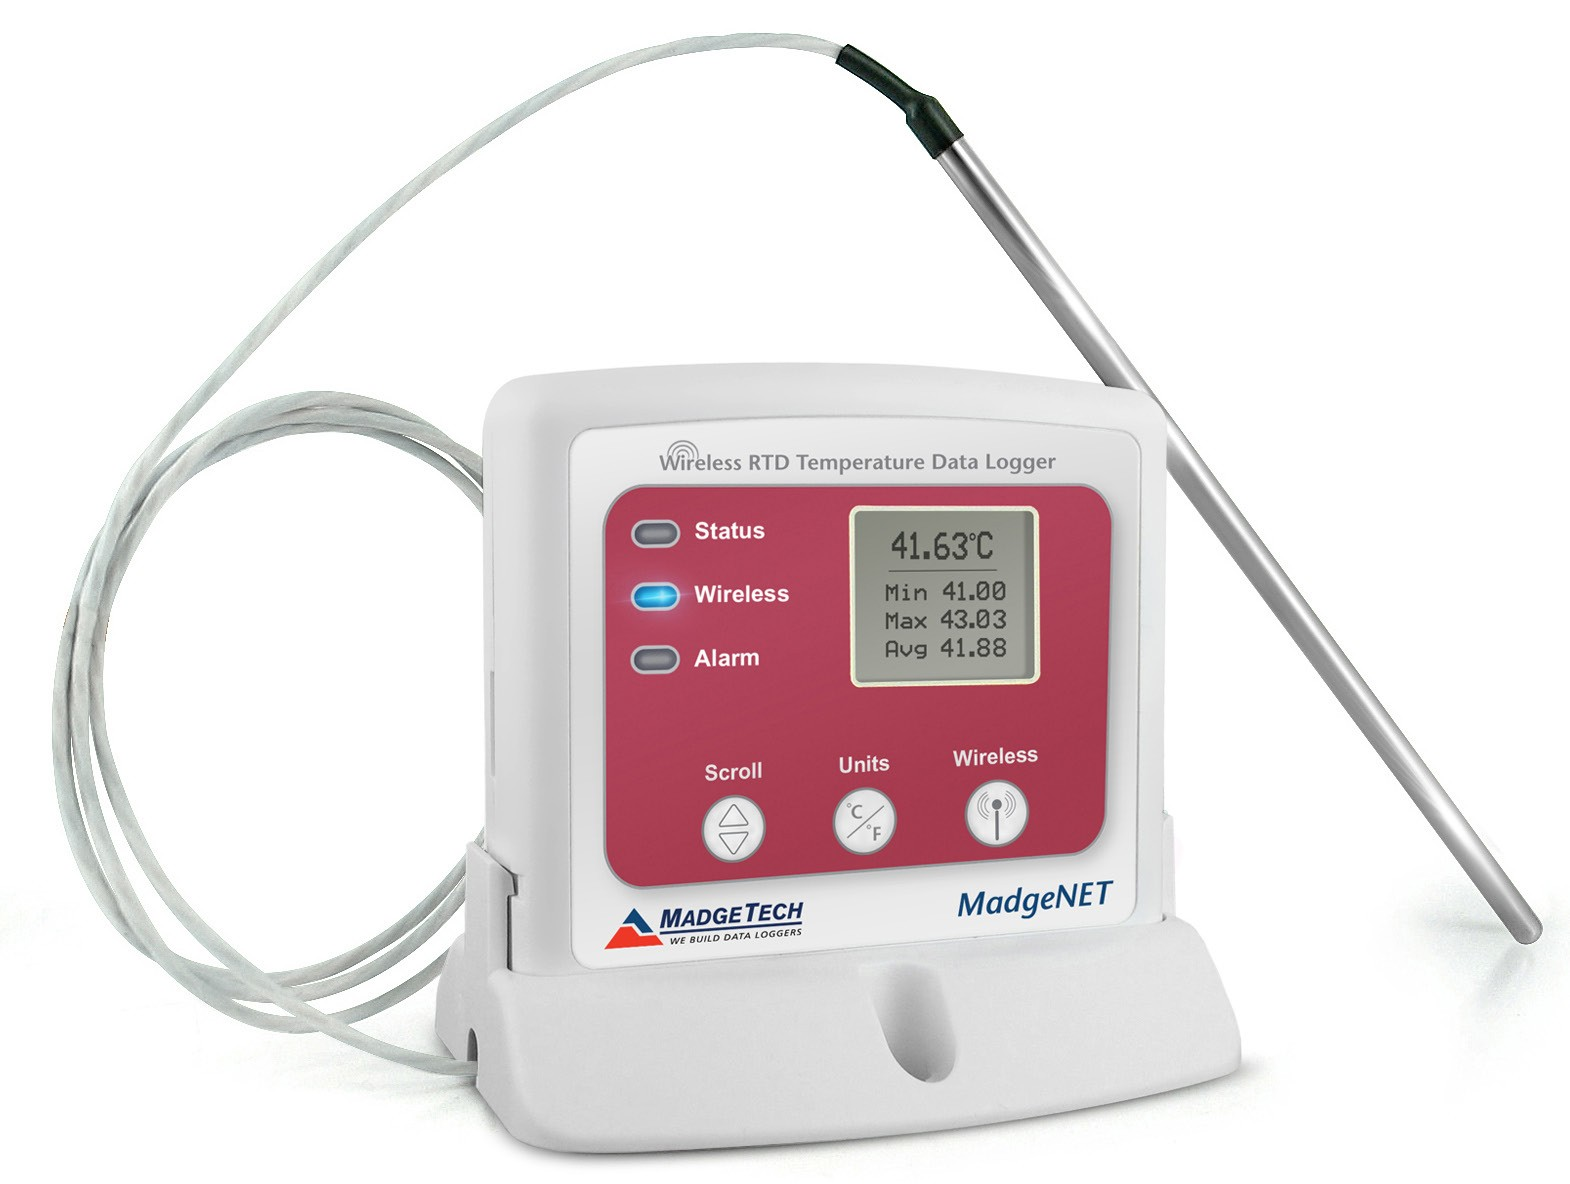 Wireless RTD Temperature Data Logger
Status
Wireless
Alarm
41.63°C
Min 41.00
Max 43.03
Avg 41.88
Scroll
Units
Wireless
°C
°F
MADGETECH
WE BUILD DATA LOGGERS
MadgeNET